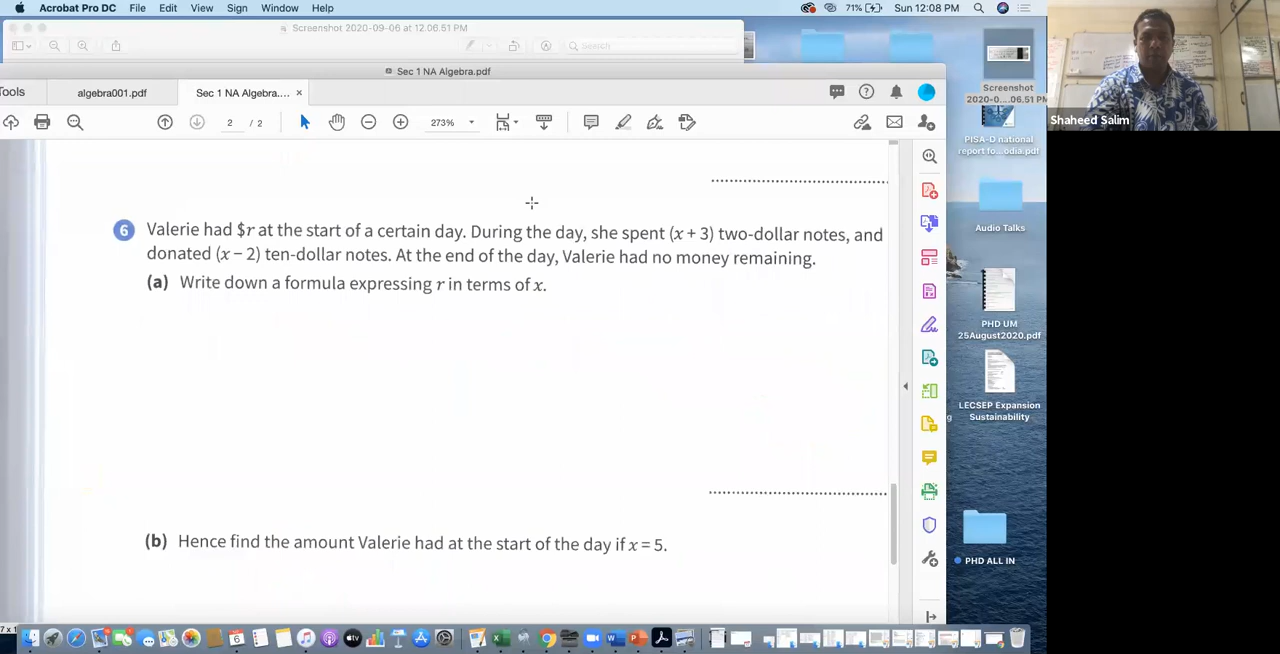 Acrobat Pro DC File Edit View Sign Window Help 71% Sun 12:08 PM
Screenshot 2020-09-06 at 12.06.51 PM
Search
Sec 1 NA Algebra.pdf
ools algebra001.pdf Sec 1 NA Algebra.... ×
2 / 2 273%
Screenshot
2020-0....06.51 PM
Shaheed Salim
PISA-D national
report fo...odia.pdf
Audio Talks
PHD UM
25August2020.pdf
LECSEP Expansion
Sustainability
PHD ALL IN
6 Valerie had $r at the start of a certain day. During the day, she spent (x + 3) two-dollar notes, and
donated (x − 2) ten-dollar notes. At the end of the day, Valerie had no money remaining.
(a) Write down a formula expressing r in terms of x.
(b) Hence find the amount Valerie had at the start of the day if x = 5.
7 x 1